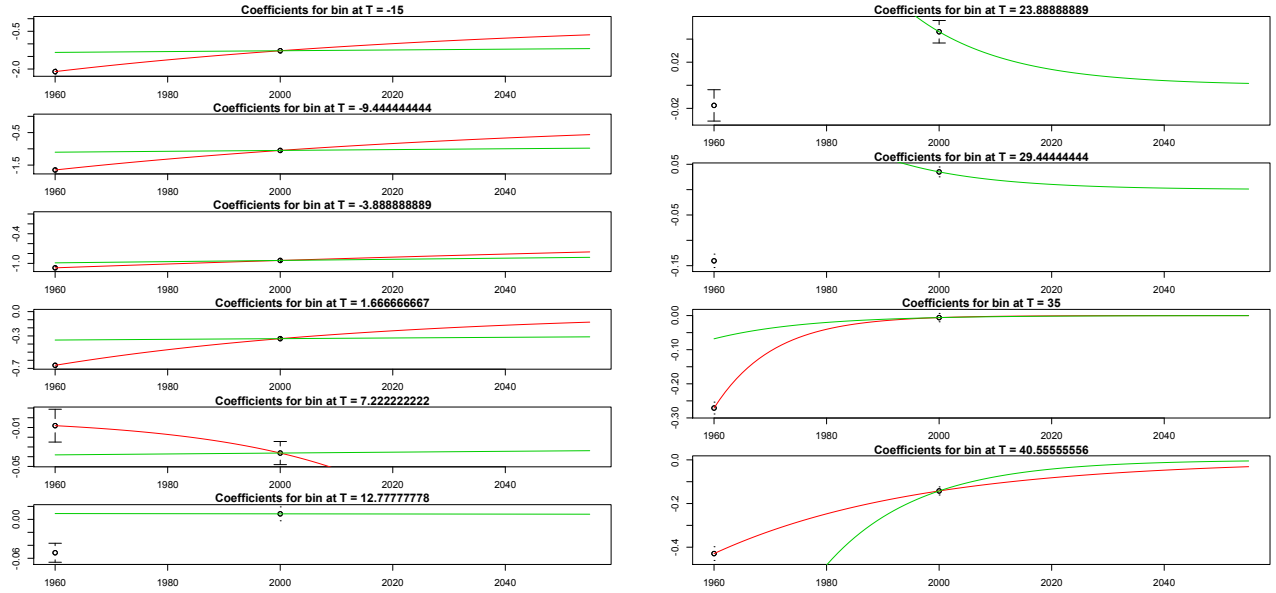 Coefficients for bin at T = -15
-0.5
-2.0
1960 1980 2000 2020 2040
Coefficients for bin at T = -9.444444444
-0.5
-1.5
1960 1980 2000 2020 2040
Coefficients for bin at T = -3.888888889
-0.4
-1.0
1960 1980 2000 2020 2040
Coefficients for bin at T = 1.666666667
0.0
-0.3
-0.7
1960 1980 2000 2020 2040
Coefficients for bin at T = 7.222222222
-0.01
-0.05
1960 1980 2000 2020 2040
Coefficients for bin at T = 12.77777778
0.00
-0.06
1960 1980 2000 2020 2040
Coefficients for bin at T = 23.88888889
0.02
-0.02
1960 1980 2000 2020 2040
Coefficients for bin at T = 29.44444444
0.05
-0.05
-0.15
1960 1980 2000 2020 2040
Coefficients for bin at T = 35
0.00
-0.10
-0.20
-0.30
1960 1980 2000 2020 2040
Coefficients for bin at T = 40.55555556
0.0
-0.2
-0.4
1960 1980 2000 2020 2040